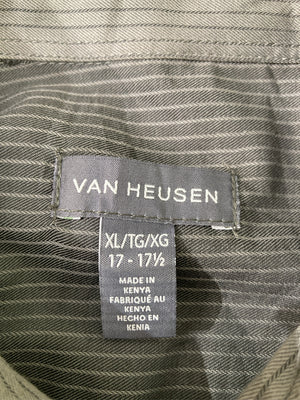 VAN HEUSEN
XL/TG/XG
17 - 17½
MADE IN
KENYA
FABRIQUÉ AU
KENYA
HECHO EN
KENIA